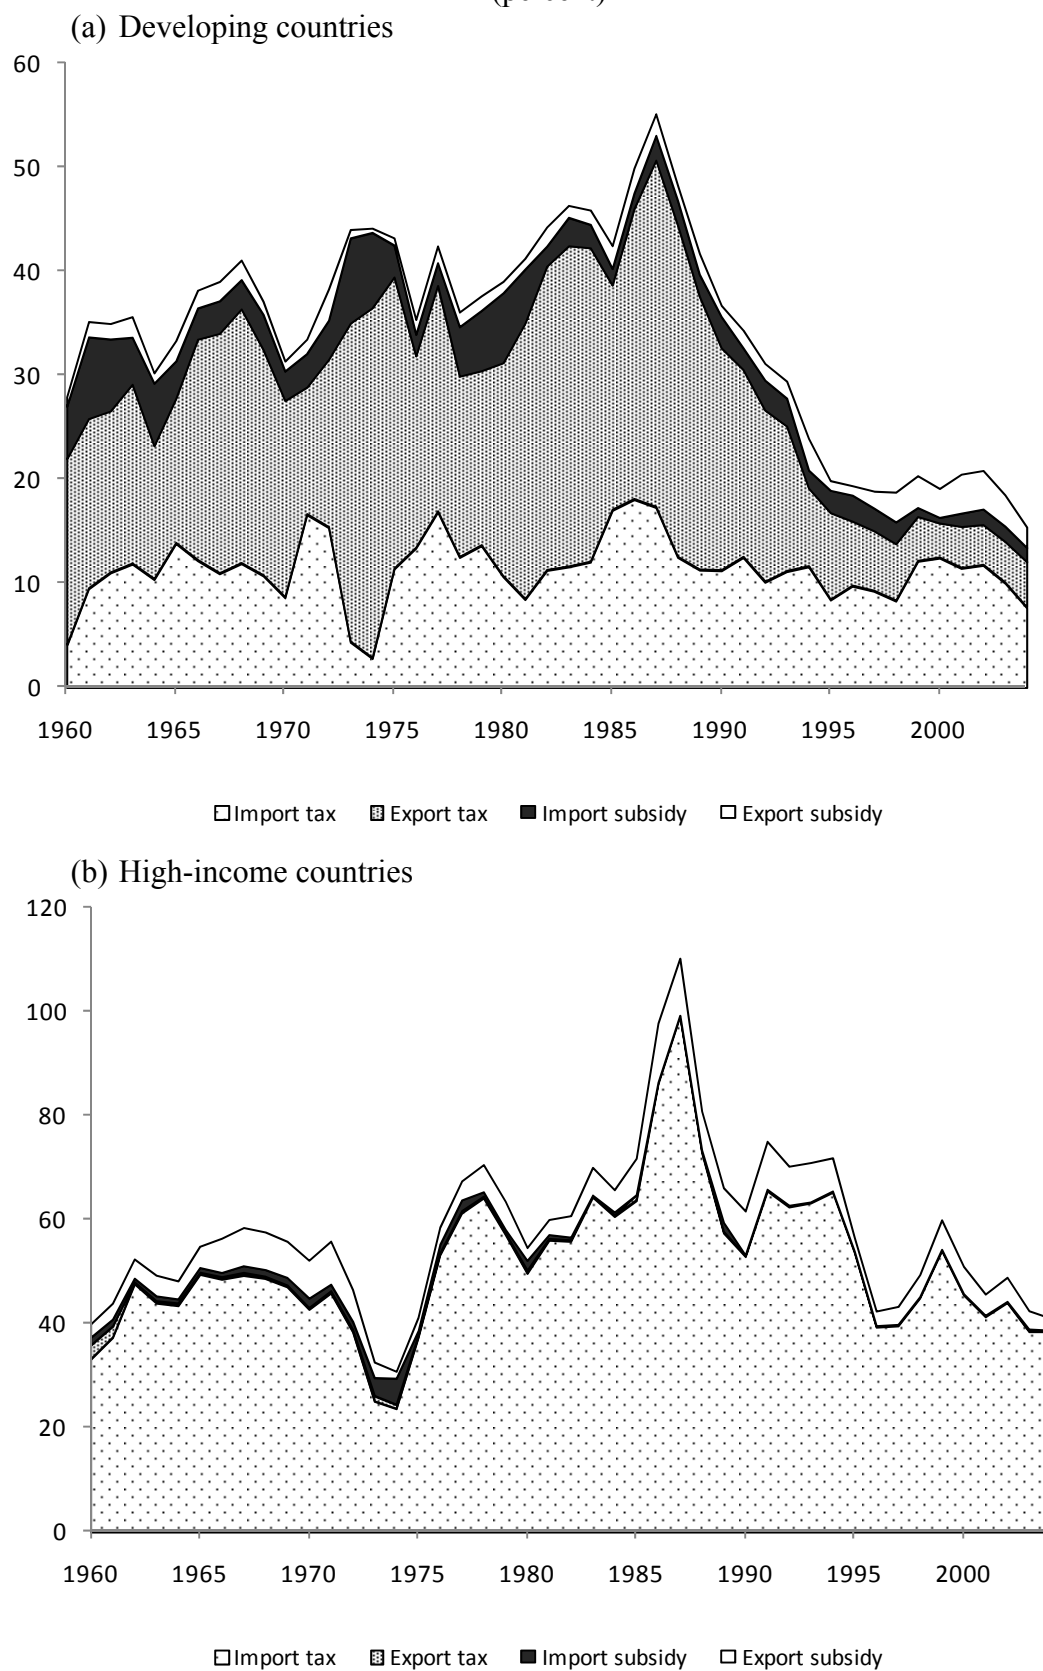 (percent)
(a) Developing countries
60
50
40
30
20
10
0
1960 1965 1970 1975 1980 1985 1990 1995 2000
Import tax Export tax Import subsidy Export subsidy
(b) High-income countries
120
100
80
60
40
20
0
1960 1965 1970 1975 1980 1985 1990 1995 2000
Import tax Export tax Import subsidy Export subsidy